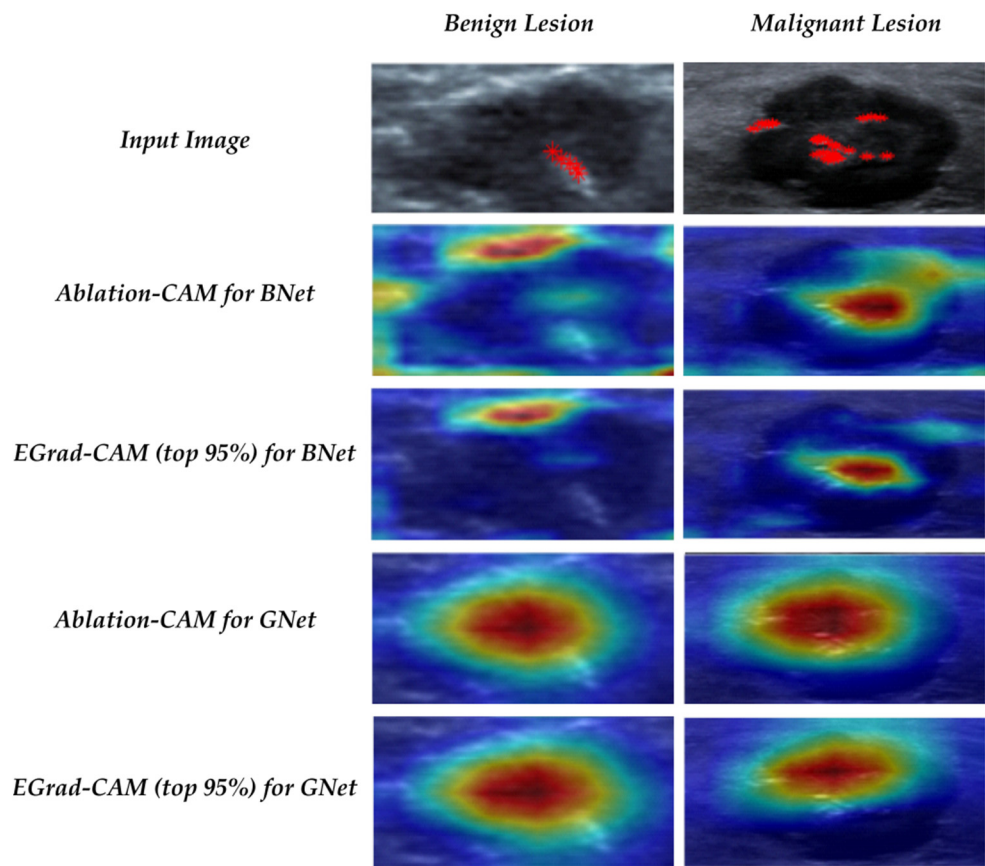 Benign Lesion
Malignant Lesion
Input Image
Ablation-CAM for BNet
EGrad-CAM (top 95%) for BNet
Ablation-CAM for GNet
EGrad-CAM (top 95%) for GNet